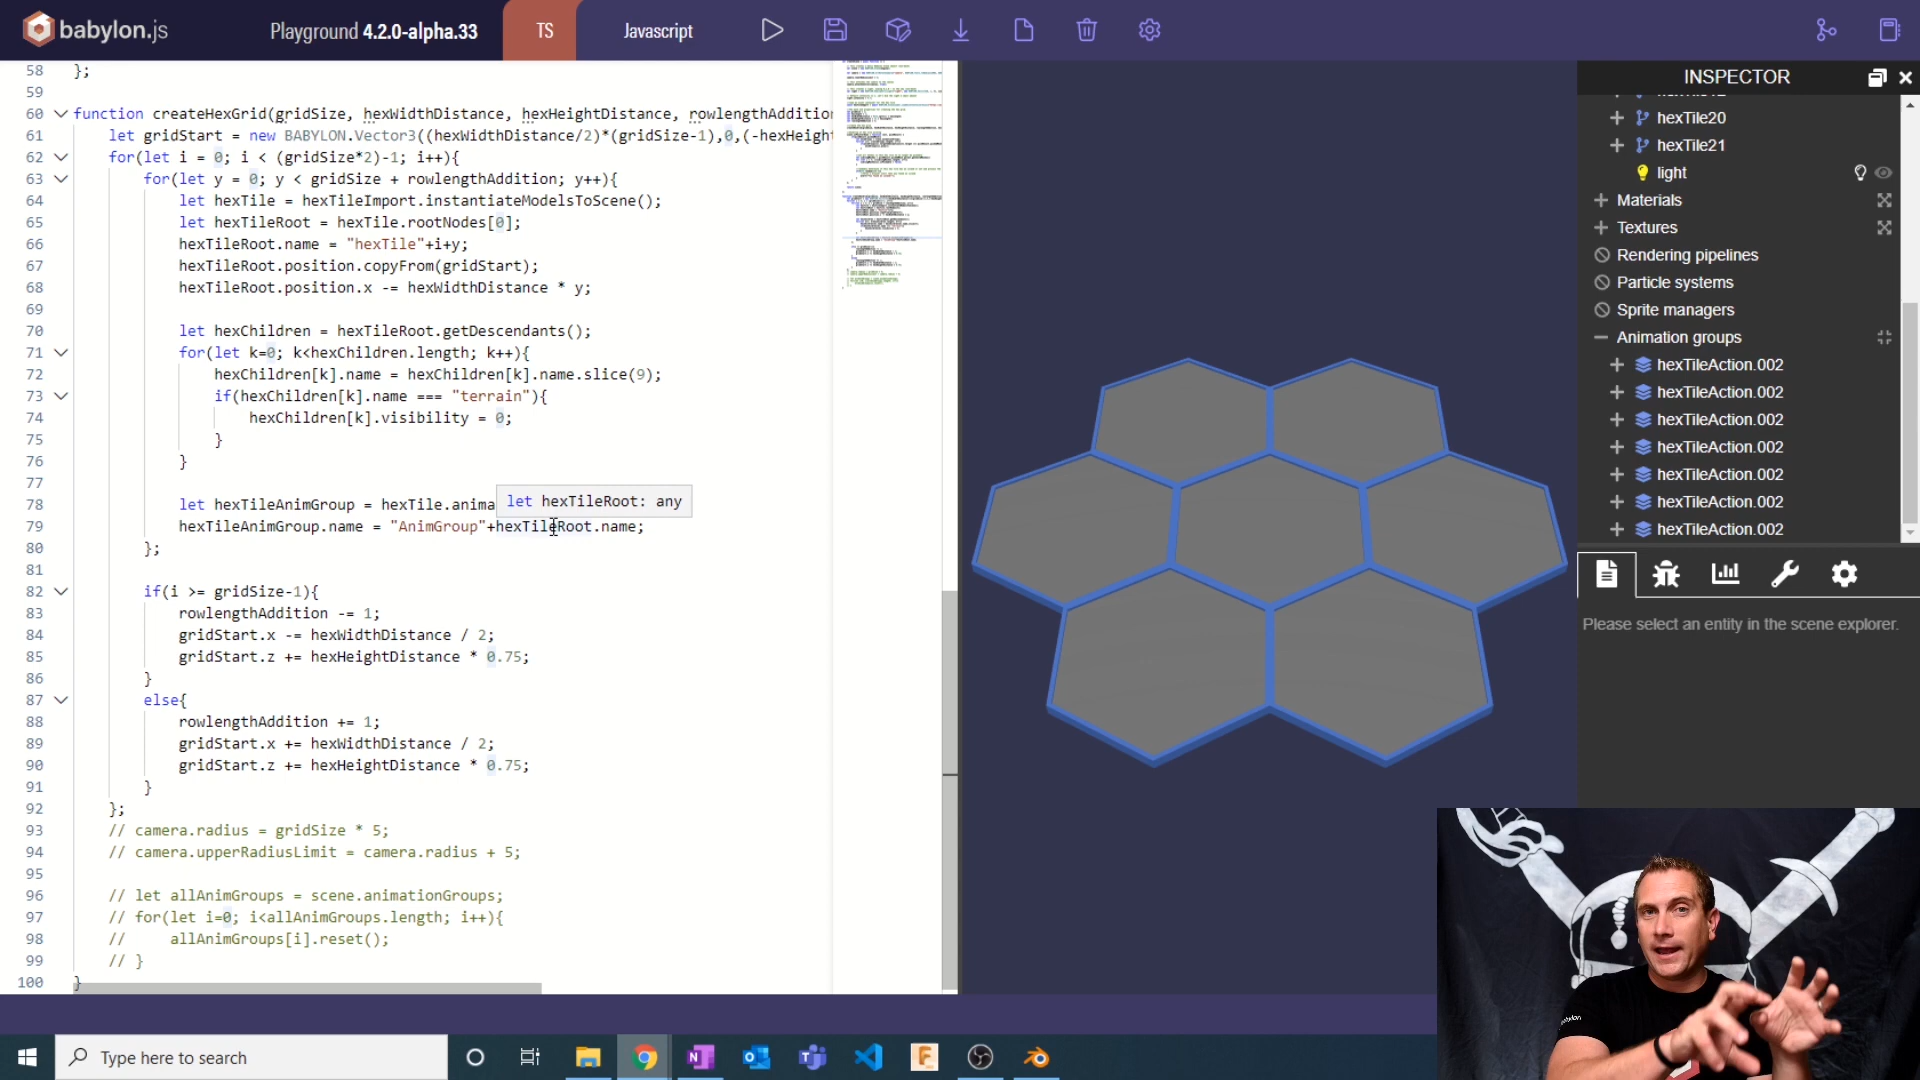 babylon.js
Playground 4.2.0-alpha.33
TS
Javascript
58 };
59
60 function createHexGrid(gridSize, hexWidthDistance, hexHeightDistance, rowlengthAddition
61 let gridStart = new BABYLON.Vector3((hexWidthDistance/2)*(gridSize-1),0,(-hexHeight
62 for(let i = 0; i < (gridSize*2)-1; i++){
63 for(let y = 0; y < gridSize + rowlengthAddition; y++){
64 let hexTile = hexTileImport.instantiateModelsToScene();
65 let hexTileRoot = hexTile.rootNodes[0];
66 hexTileRoot.name = "hexTile"+i+y;
67 hexTileRoot.position.copyFrom(gridStart);
68 hexTileRoot.position.x -= hexWidthDistance * y;
69
70 let hexChildren = hexTileRoot.getDescendants();
71 for(let k=0; k<hexChildren.length; k++){
72 hexChildren[k].name = hexChildren[k].name.slice(9);
73 if(hexChildren[k].name === "terrain"){
74 hexChildren[k].visibility = 0;
75 }
76 }
77
let hexTileRoot: any
78 let hexTileAnimGroup = hexTile.anima
79 hexTileAnimGroup.name = "AnimGroup"+hexTileRoot.name;
80 };
81
82 if(i >= gridSize-1){
83 rowlengthAddition -= 1;
84 gridStart.x -= hexWidthDistance / 2;
85 gridStart.z += hexHeightDistance * 0.75;
86 }
87 else{
88 rowlengthAddition += 1;
89 gridStart.x += hexWidthDistance / 2;
90 gridStart.z += hexHeightDistance * 0.75;
91 }
92 };
93 // camera.radius = gridSize * 5;
94 // camera.upperRadiusLimit = camera.radius + 5;
95
96 // let allAnimGroups = scene.animationGroups;
97 // for(let i=0; i<allAnimGroups.length; i++){
98 // allAnimGroups[i].reset();
99 // }
100 }
INSPECTOR
hexTile20
hexTile21
light
Materials
Textures
Rendering pipelines
Particle systems
Sprite managers
Animation groups
hexTileAction.002
hexTileAction.002
hexTileAction.002
hexTileAction.002
hexTileAction.002
hexTileAction.002
hexTileAction.002
Please select an entity in the scene explorer.
Type here to search